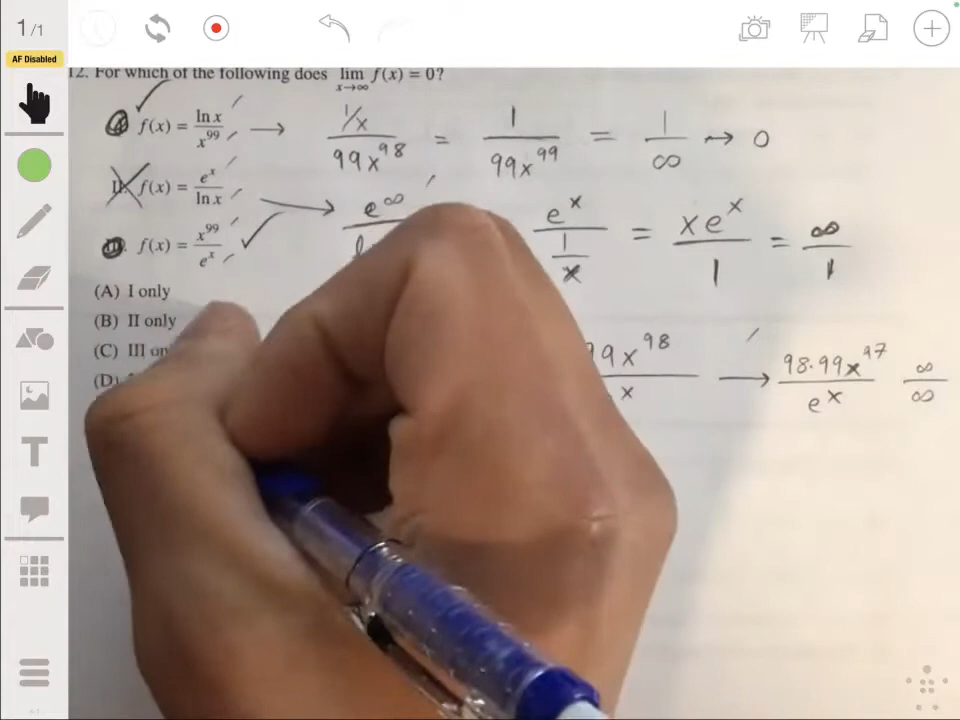 1/1
AF Disabled
12. For which of the following does lim x→∞ f(x) = 0?
f(x) = ln x / x^99 → 1/x / 99x^98 = 1 / 99x^99 = 1/∞ → 0
II. f(x) = e^x / ln x → e^∞ / e^x / 1/x = xe^x / 1 = ∞/1
f(x) = x^99 / e^x
(A) I only
(B) II only
(C) III on
(D)
9x^98 / x → 98·99x^97 / e^x ∞/∞
T